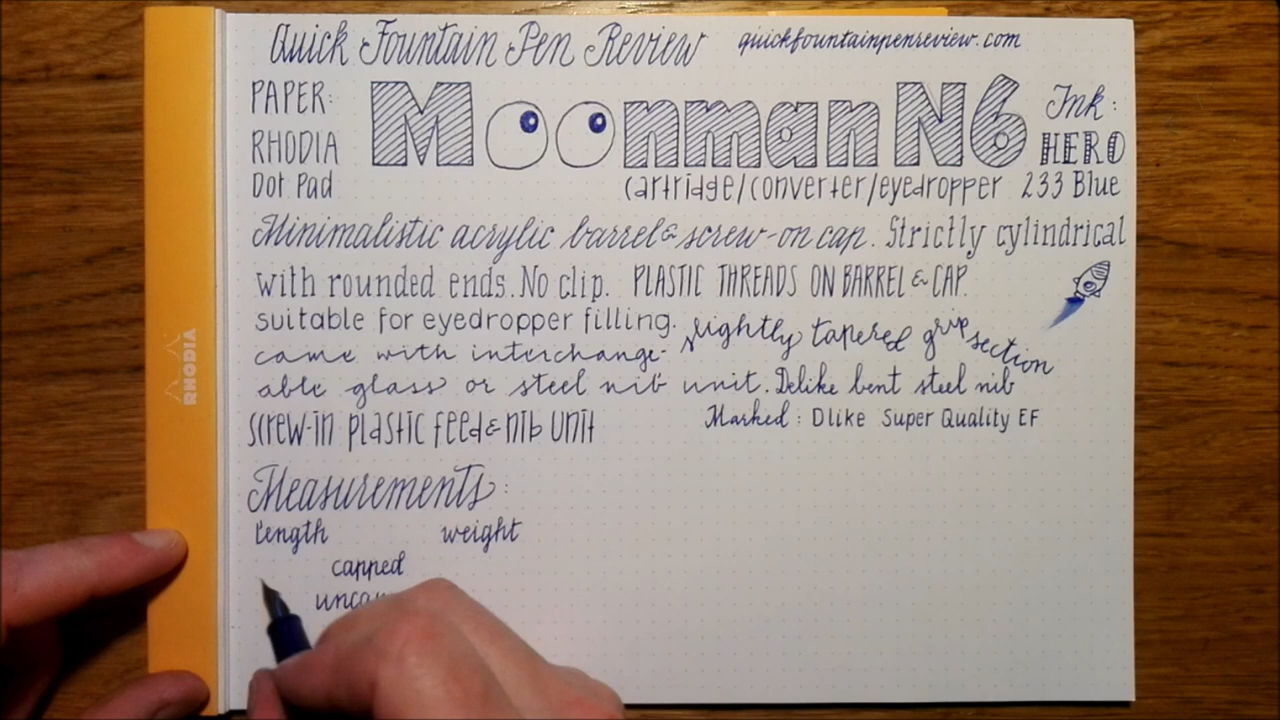 Quick Fountain Pen Review quickfountainpenreview.com
PAPER:
RHODIA
Dot Pad
Moonman N6
Ink:
HERO
233 Blue
cartridge/converter/eyedropper
Minimalistic acrylic barrel & screw-on cap. Strictly cylindrical
with rounded ends. No clip. PLASTIC THREADS ON BARREL & CAP.
suitable for eyedropper filling. slightly tapered grip section
came with interchange-
able glass or steel nib unit. Delike bent steel nib
screw-in plastic feed & nib unit Marked: Dlike Super Quality EF
Measurements:
length weight
capped
RHODIA